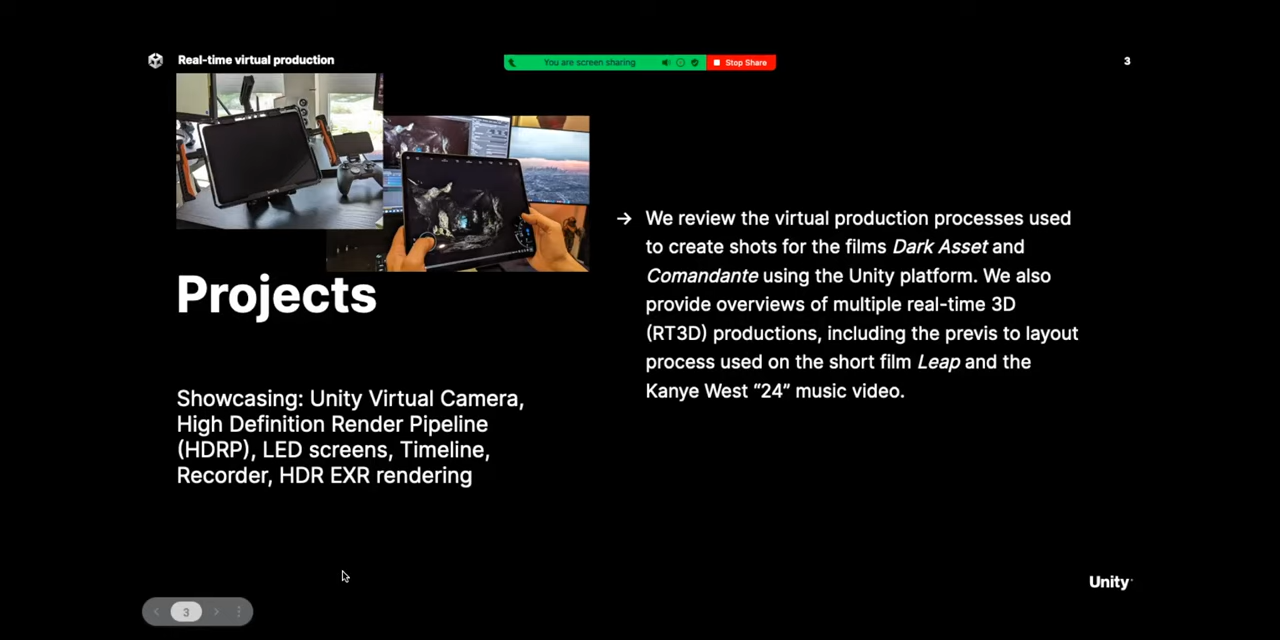 Real-time virtual production
You are screen sharing
Stop Share
3
Projects
Showcasing: Unity Virtual Camera,
High Definition Render Pipeline
(HDRP), LED screens, Timeline,
Recorder, HDR EXR rendering
→ We review the virtual production processes used
to create shots for the films Dark Asset and
Comandante using the Unity platform. We also
provide overviews of multiple real-time 3D
(RT3D) productions, including the previs to layout
process used on the short film Leap and the
Kanye West “24” music video.
Unity
3